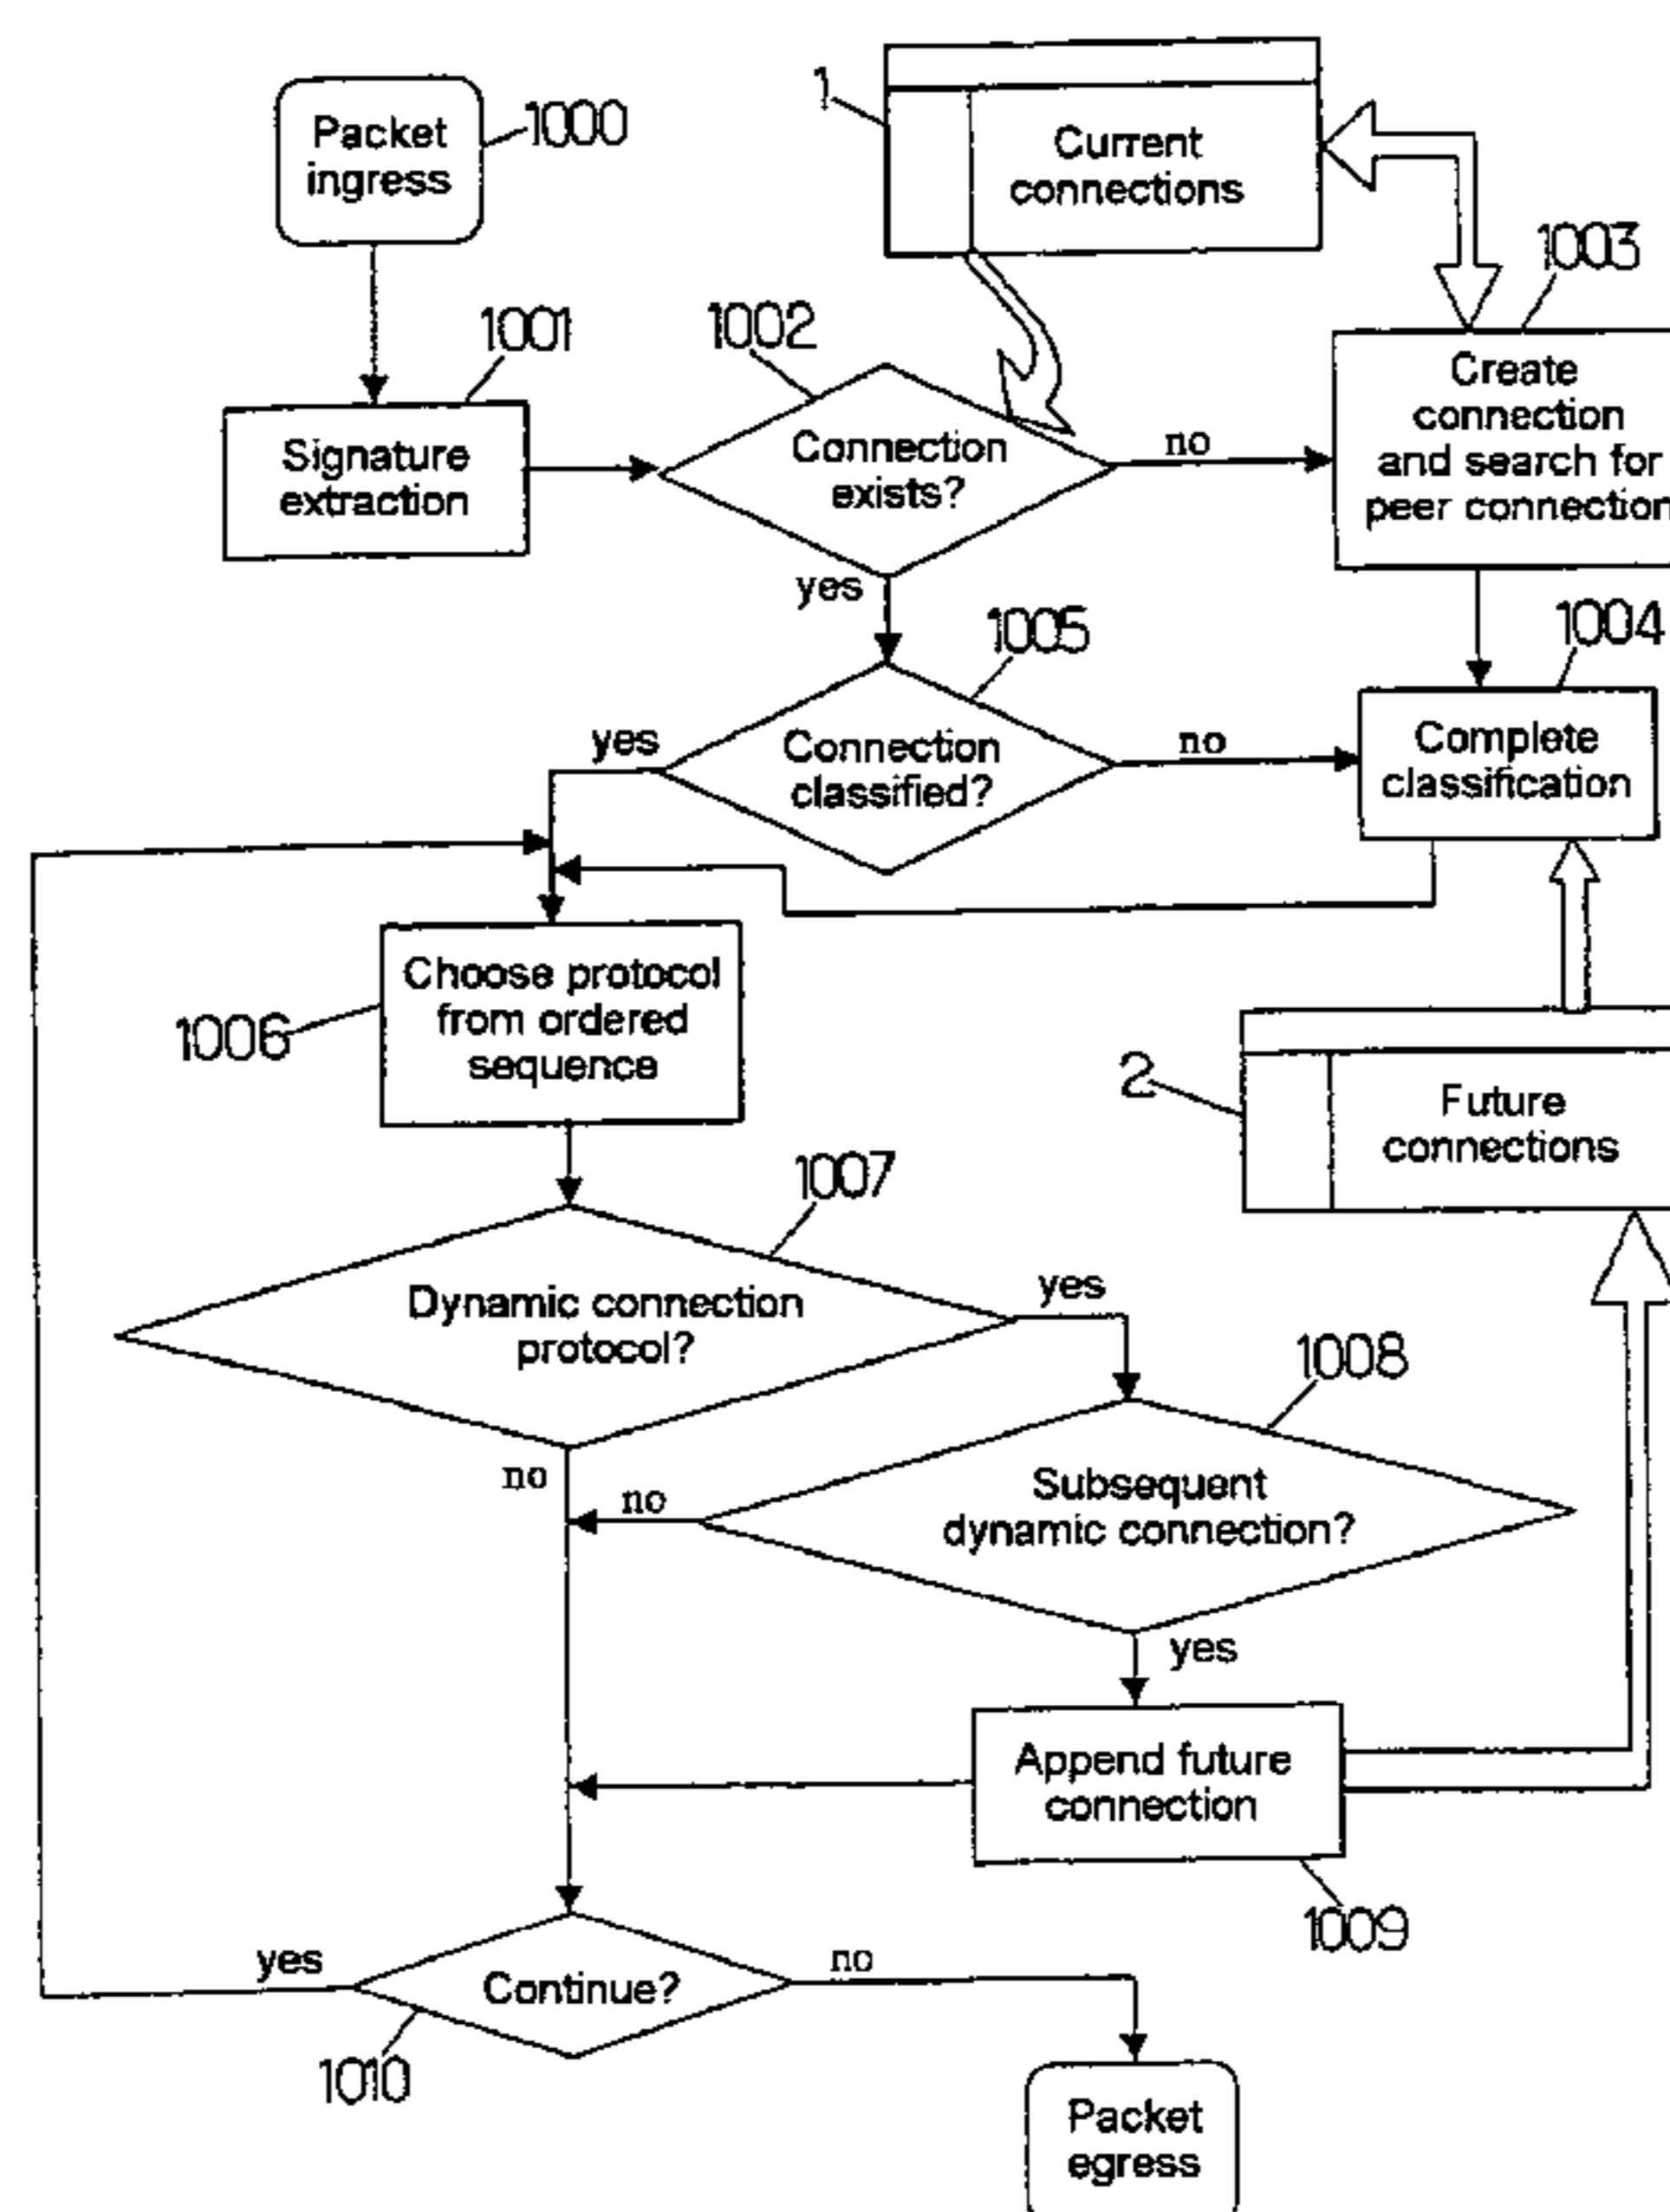 1
Current
connections
Packet
ingress
1000
1003
1001
1002
Create
connection
and search for
peer connection
Signature
extraction
Connection
exists?
no
yes
1005
1004
yes
Connection
classified?
no
Complete
classification
Choose protocol
from ordered
sequence
1006
2
Future
connections
1007
Dynamic connection
protocol?
yes
1008
no
no
Subsequent
dynamic connection?
yes
Append future
connection
1009
yes
Continue?
no
1010
Packet
egress